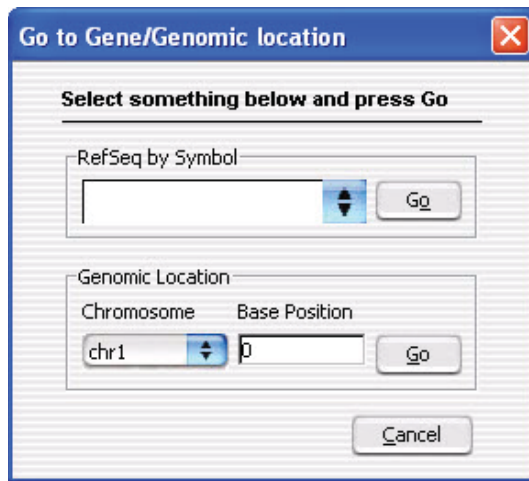 Go to Gene/Genomic location
Select something below and press Go
RefSeq by Symbol
Go
Genomic Location
Chromosome Base Position
chr1 0 Go
Cancel